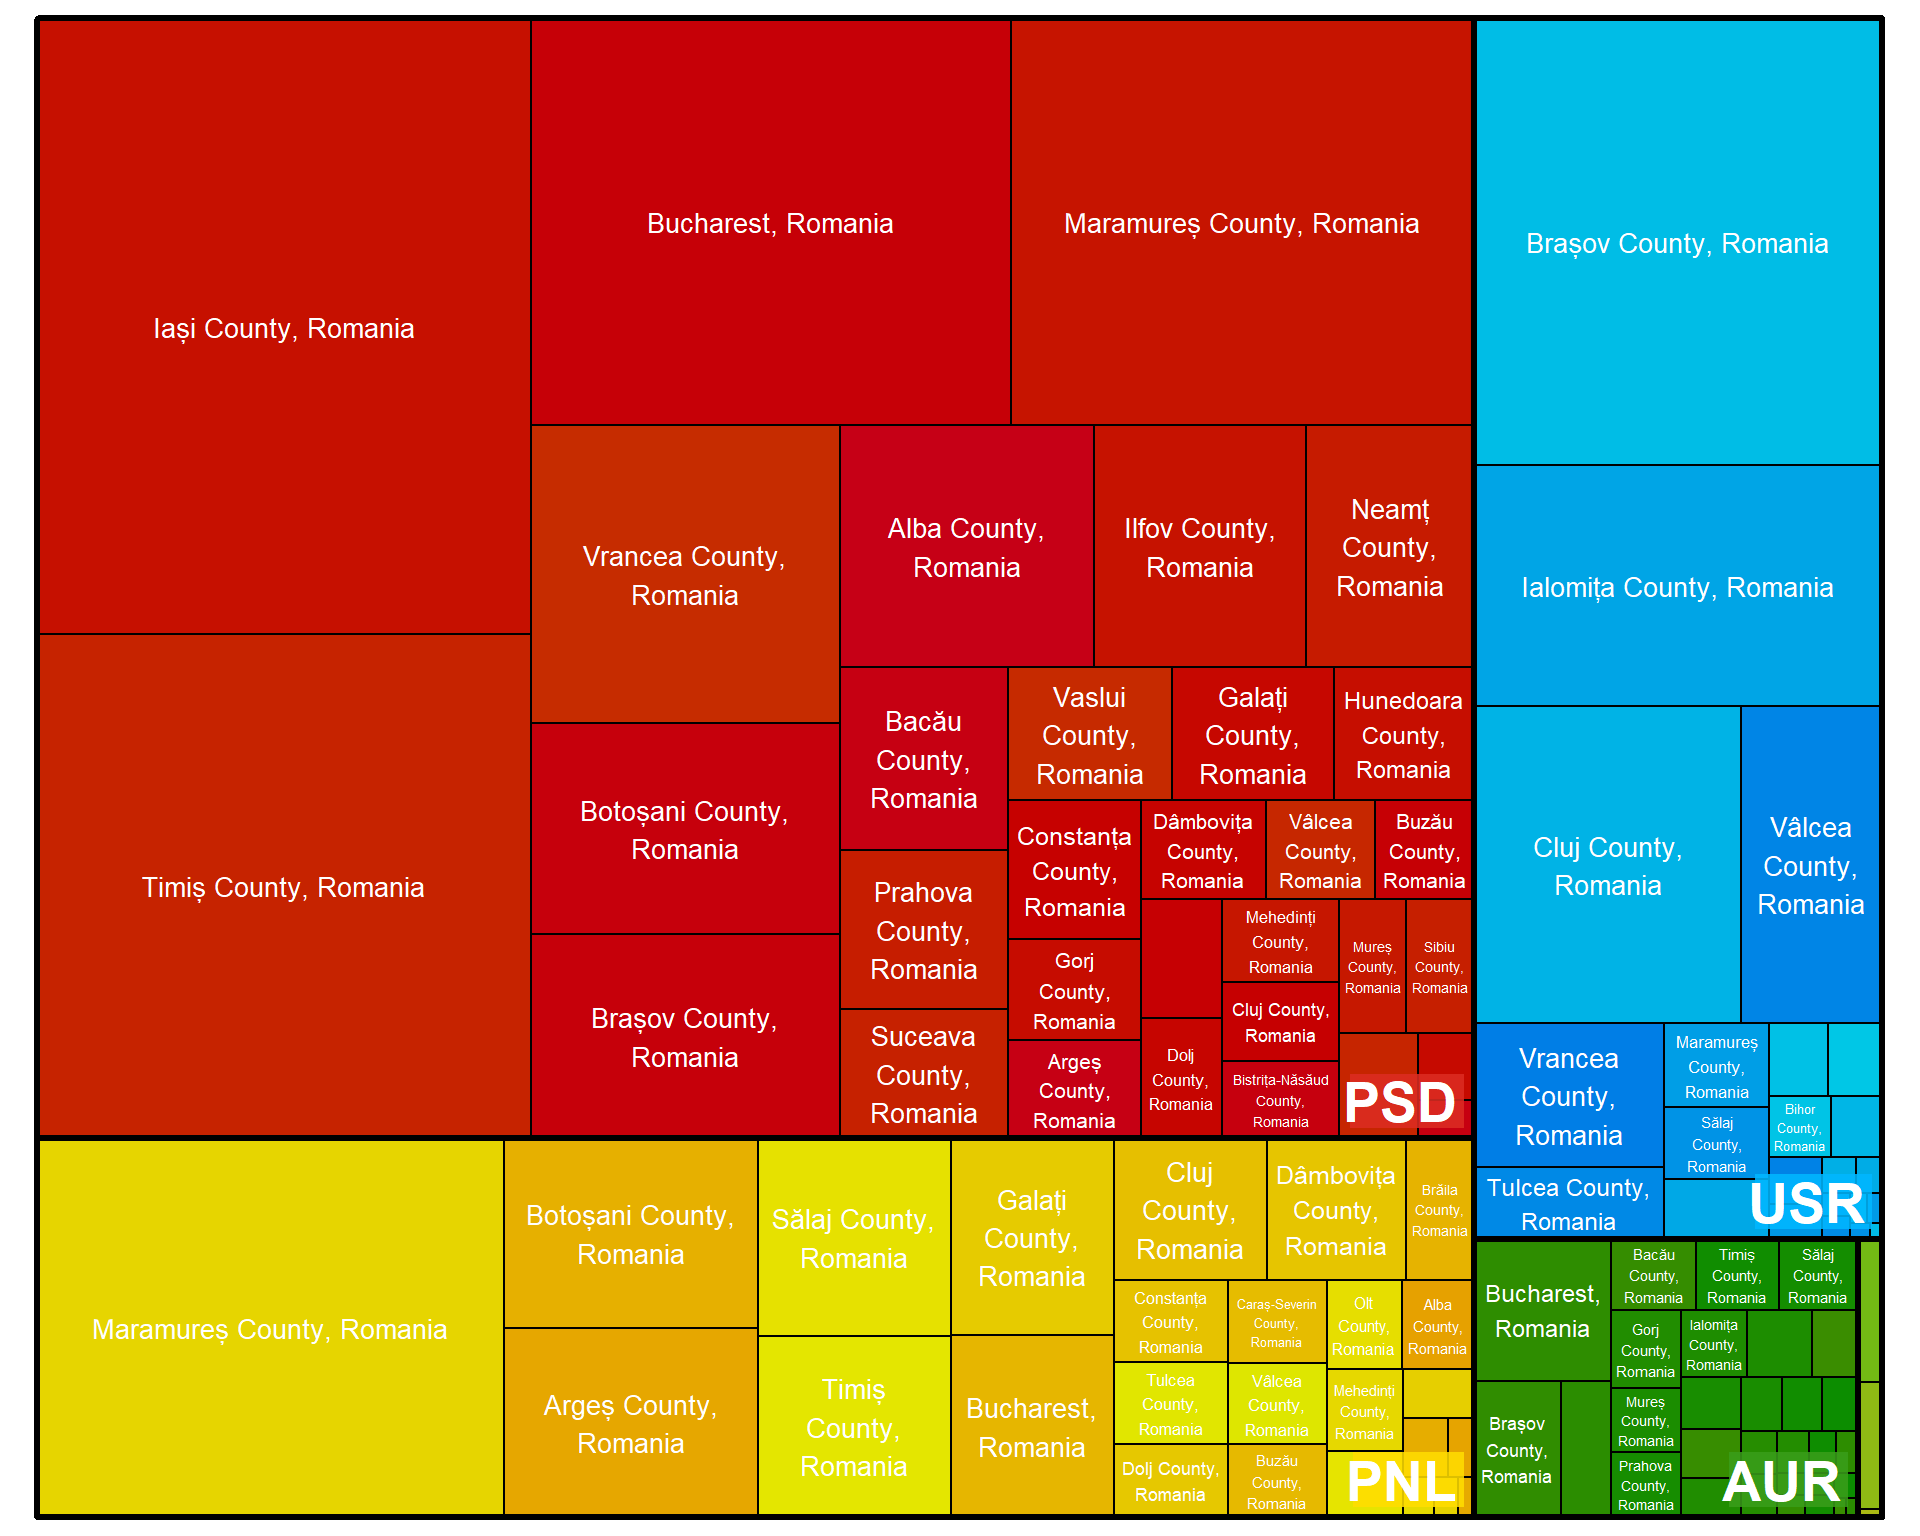 Iași County, Romania
Bucharest, Romania
Maramureș County, Romania
Timiș County, Romania
Vrancea County,
Romania
Alba County,
Romania
Ilfov County,
Romania
Neamț
County,
Romania
Botoșani County,
Romania
Brașov County,
Romania
Bacău
County,
Romania
Prahova
County,
Romania
Suceava
County,
Romania
Vaslui
County,
Romania
Galați
County,
Romania
Hunedoara
County,
Romania
Constanța
County,
Romania
Gorj
County,
Romania
Argeș
County,
Romania
Dâmbovița
County,
Romania
Vâlcea
County,
Romania
Buzău
County,
Romania
Dolj
County,
Romania
Mehedinți
County,
Romania
Cluj County,
Romania
Bistrița-Năsăud
County,
Romania
Mureș
County,
Romania
Sibiu
County,
Romania
PSD
Brașov County, Romania
Ialomița County, Romania
Cluj County,
Romania
Vâlcea
County,
Romania
Vrancea
County,
Romania
Tulcea County,
Romania
Maramureș
County,
Romania
Sălaj
County,
Romania
Bihor
County,
Romania
USR
Maramureș County, Romania
Botoșani County,
Romania
Argeș County,
Romania
Sălaj County,
Romania
Timiș
County,
Romania
Galați
County,
Romania
Bucharest,
Romania
Cluj
County,
Romania
Dâmbovița
County,
Romania
Brăila
County,
Romania
Constanța
County,
Romania
Tulcea
County,
Romania
Dolj County,
Romania
Caraș-Severin
County,
Romania
Vâlcea
County,
Romania
Buzău
County,
Romania
Olt
County,
Romania
Alba
County,
Romania
Mehedinți
County,
Romania
PNL
Bucharest,
Romania
Brașov
County,
Romania
Bacău
County,
Romania
Timiș
County,
Romania
Sălaj
County,
Romania
Gorj
County,
Romania
Ialomița
County,
Romania
Mureș
County,
Romania
Prahova
County,
Romania
AUR